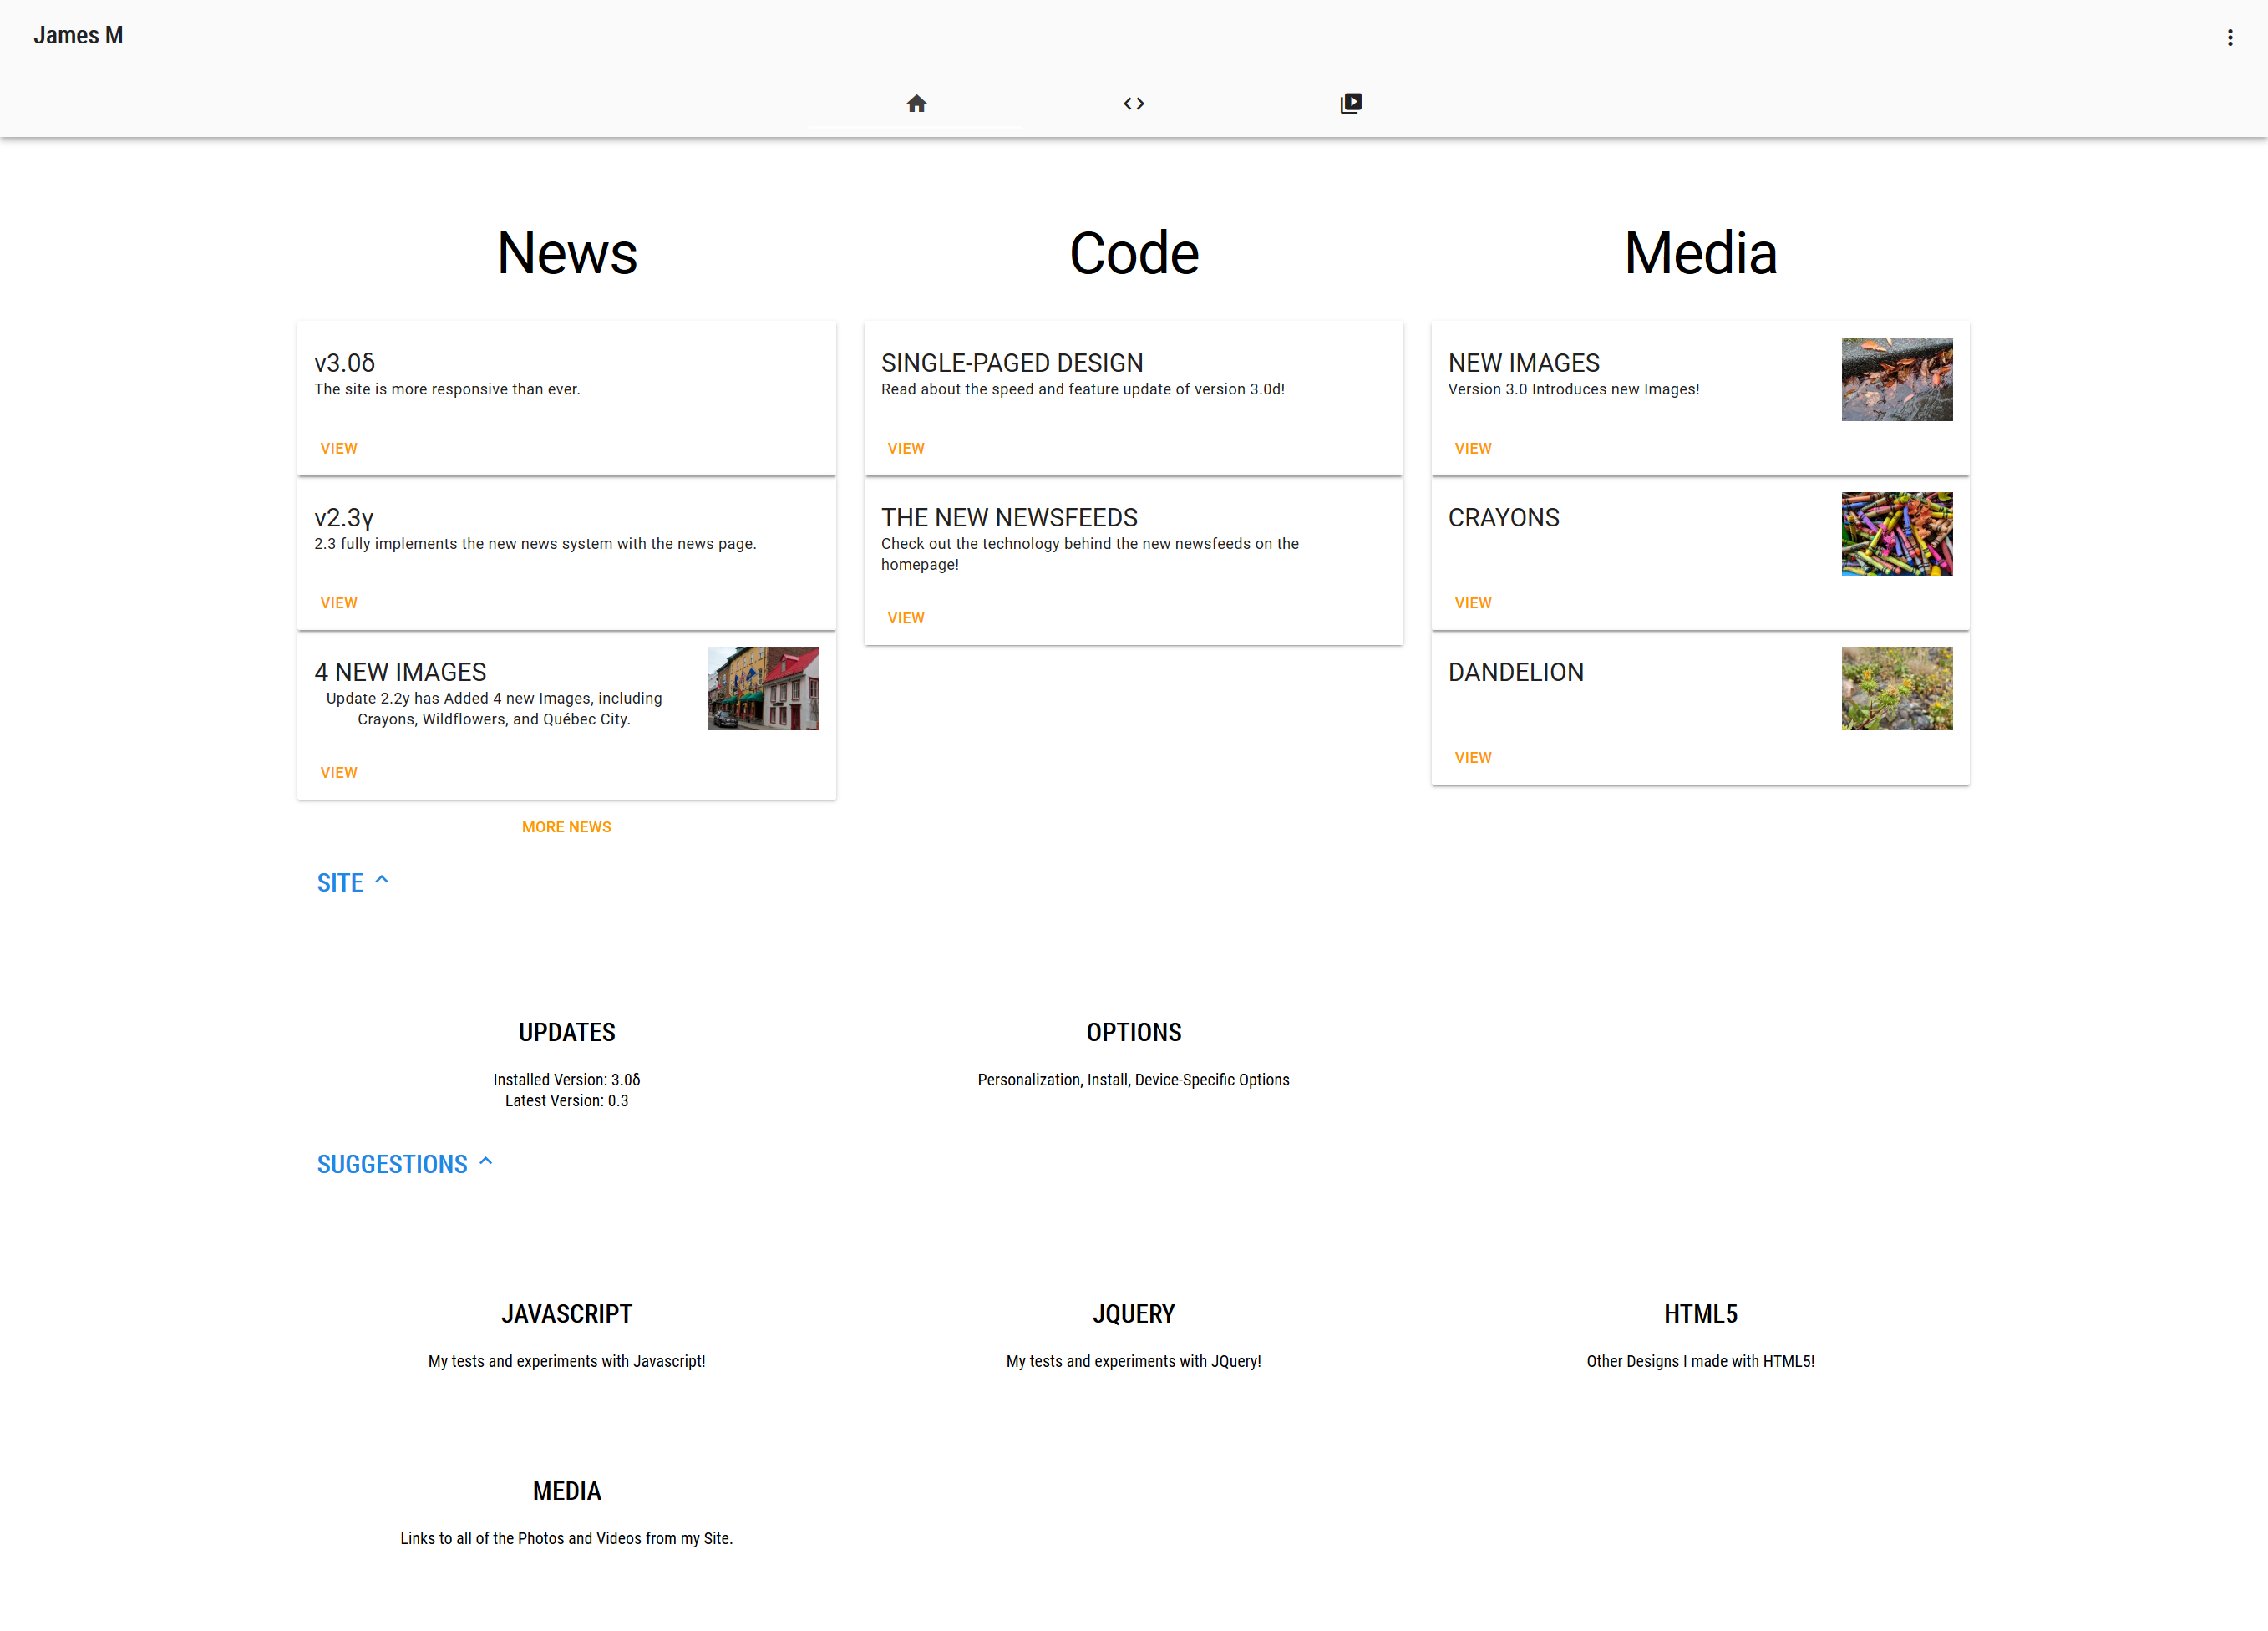 James M
News
v3.0δ
The site is more responsive than ever.
VIEW
v2.3γ
2.3 fully implements the new news system with the news page.
VIEW
4 NEW IMAGES
Update 2.2y has Added 4 new Images, including
Crayons, Wildflowers, and Québec City.
VIEW
MORE NEWS
Code
SINGLE-PAGED DESIGN
Read about the speed and feature update of version 3.0d!
VIEW
THE NEW NEWSFEEDS
Check out the technology behind the new newsfeeds on the
homepage!
VIEW
Media
NEW IMAGES
Version 3.0 Introduces new Images!
VIEW
CRAYONS
VIEW
DANDELION
VIEW
SITE
UPDATES
Installed Version: 3.0δ
Latest Version: 0.3
OPTIONS
Personalization, Install, Device-Specific Options
SUGGESTIONS
JAVASCRIPT
My tests and experiments with Javascript!
JQUERY
My tests and experiments with JQuery!
HTML5
Other Designs I made with HTML5!
MEDIA
Links to all of the Photos and Videos from my Site.